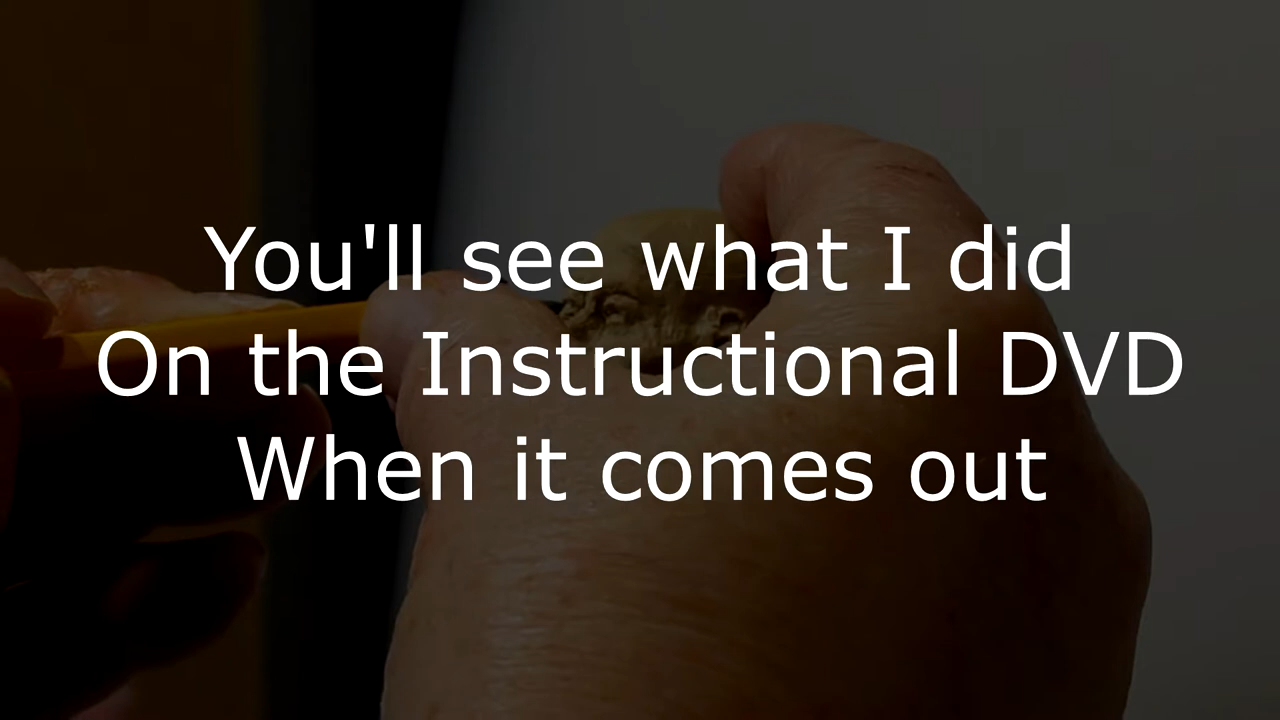 You'll see what I did
On the Instructional DVD
When it comes out